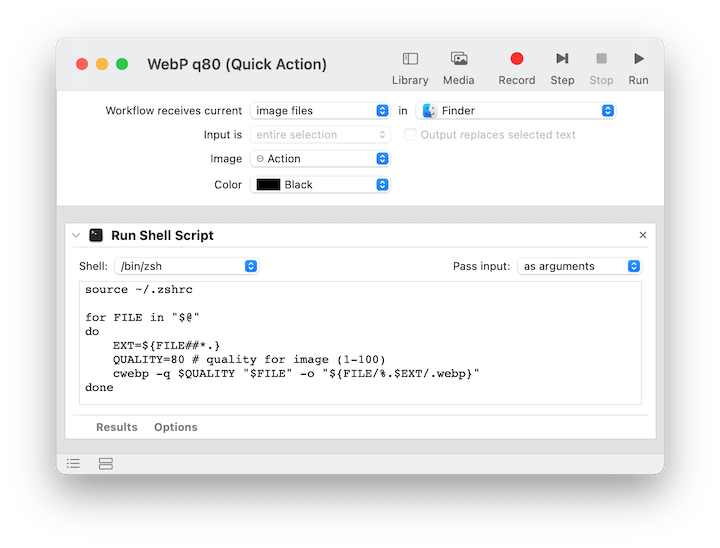 WebP q80 (Quick Action)
Library Media Record Step Stop Run
Workflow receives current image files in Finder
Input is entire selection Output replaces selected text
Image Action
Color Black
Run Shell Script
Shell: /bin/zsh Pass input: as arguments
source ~/.zshrc

for FILE in "$@"
do
    EXT=${FILE##*.}
    QUALITY=80 # quality for image (1-100)
    cwebp -q $QUALITY "$FILE" -o "${FILE/%.$EXT/.webp}"
done
Results Options